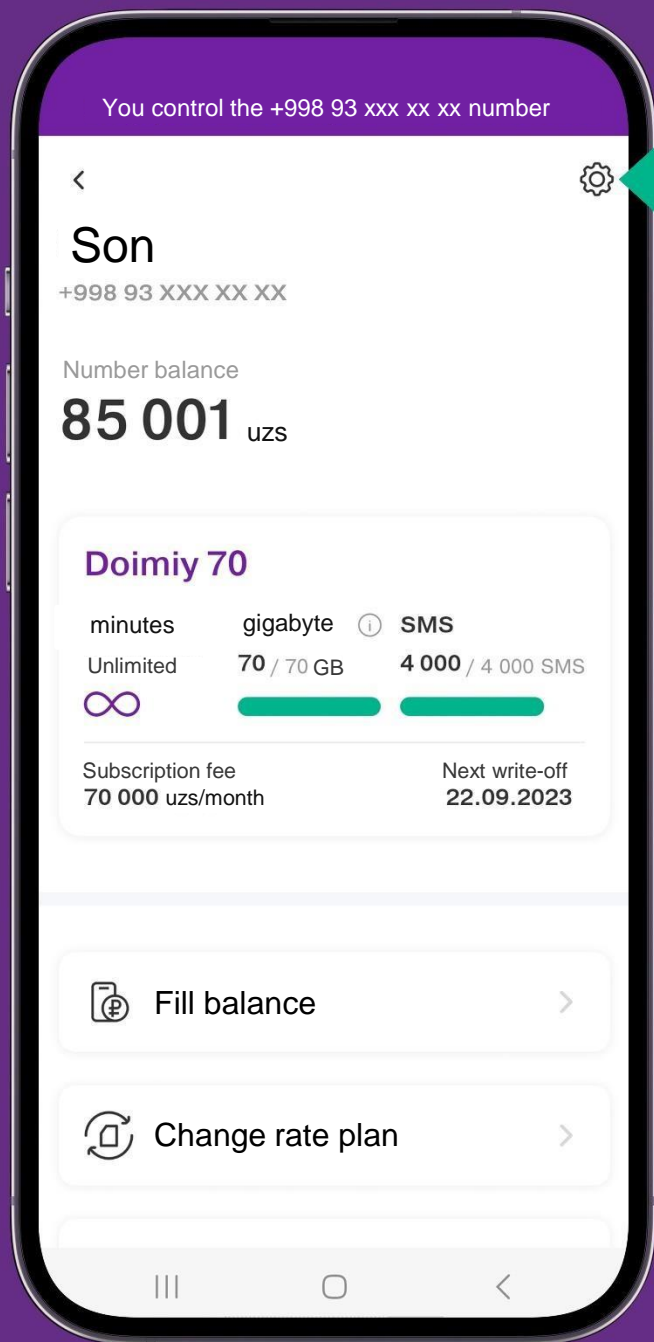 You control the +998 93 xxx xx xx number
Son
+998 93 XXX XX XX
Number balance
85 001 uzs
Doimiy 70
minutes gigabyte SMS
Unlimited 70 / 70 GB 4 000 / 4 000 SMS
Subscription fee Next write-off
70 000 uzs/month 22.09.2023
Fill balance
Change rate plan